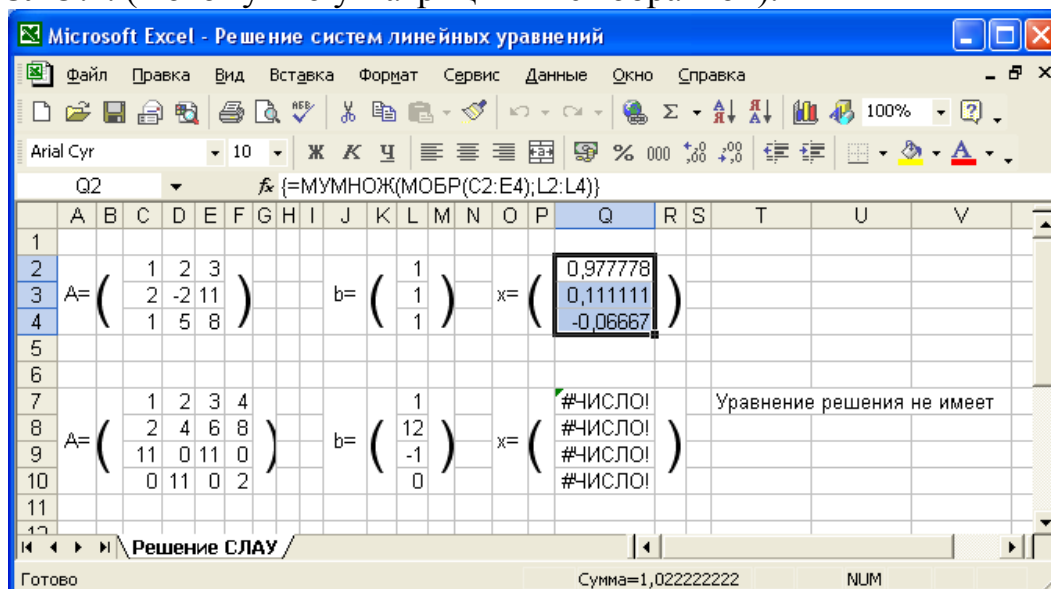 Microsoft Excel - Решение систем линейных уравнений
Файл Правка Вид Вставка Формат Сервис Данные Окно Справка
100%
Arial Cyr 10 Ж К Ч % 000
Q2 fx {=МУМНОЖ(МОБР(C2:E4);L2:L4)}
A B C D E F G H I J K L M N O P Q R S T U V
1
2 1 2 3 1 0,977778
3 A= ( 2 -2 11 ) b= ( 1 ) x= ( 0,111111 )
4 1 5 8 1 -0,06667
5
6
7 1 2 3 4 1 #ЧИСЛО! Уравнение решения не имеет
8 2 4 6 8 12 #ЧИСЛО!
A= ( ) b= ( ) x= ( )
9 11 0 11 0 -1 #ЧИСЛО!
10 0 11 0 2 0 #ЧИСЛО!
11
Решение СЛАУ
Готово Сумма=1,022222222 NUM